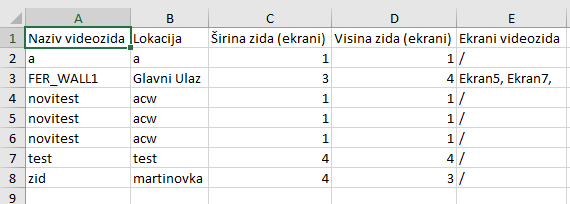 A B C D E
1 Naziv videozida Lokacija Širina zida (ekrani) Visina zida (ekrani) Ekrani videozida
2 a a 1 1 /
3 FER_WALL1 Glavni Ulaz 3 4 Ekran5, Ekran7,
4 novitest acw 1 1 /
5 novitest acw 1 1 /
6 novitest acw 1 1 /
7 test test 4 4 /
8 zid martinovka 4 3 /
9